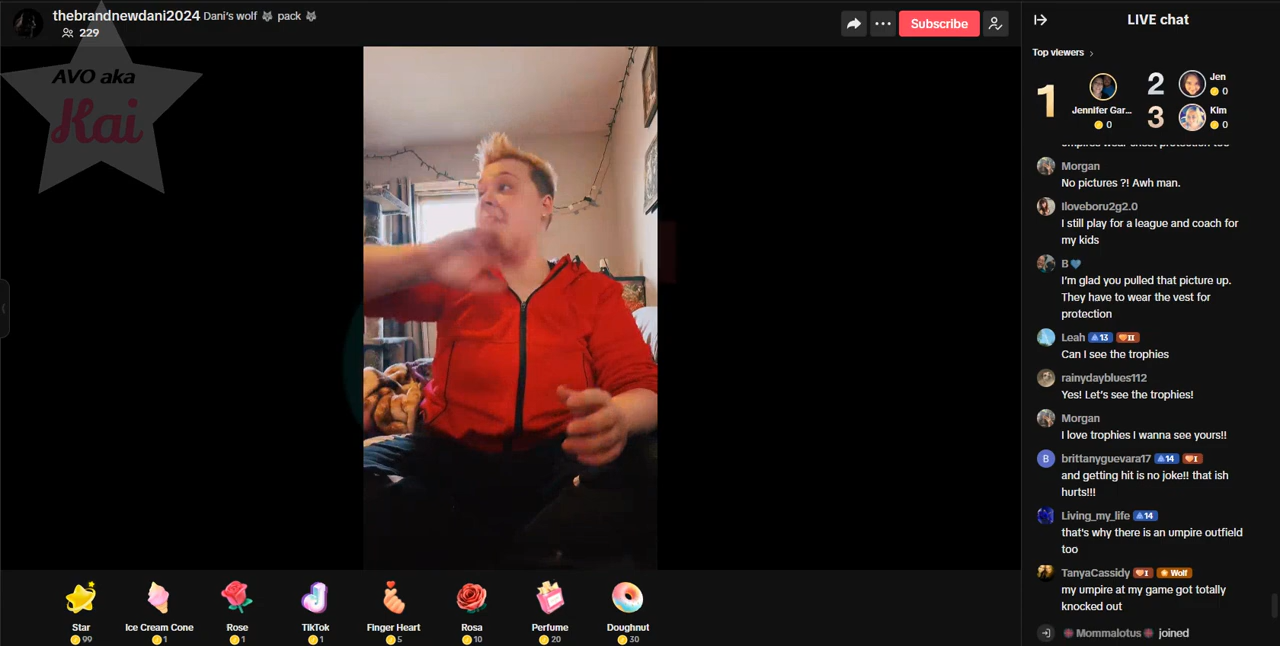 thebrandnewdani2024 Dani's wolf 🐺 pack 🐺
229
Subscribe
AVO aka
Kai
Star
99
Ice Cream Cone
1
Rose
1
TikTok
1
Finger Heart
5
Rosa
10
Perfume
20
Doughnut
30
LIVE chat
Top viewers
1
Jennifer Gar...
0
2
Jen
0
3
Kim
0
umpires wear chest protection too
Morgan
No pictures ?! Awh man.
Iloveboru2g2.0
I still play for a league and coach for
my kids
B💙
I'm glad you pulled that picture up.
They have to wear the vest for
protection
Leah 13 II
Can I see the trophies
rainydayblues112
Yes! Let's see the trophies!
Morgan
I love trophies I wanna see yours!!
B
brittanyguevara17 14 I
and getting hit is no joke!! that ish
hurts!!!
Living_my_life 14
that's why there is an umpire outfield
too
TanyaCassidy I Wolf
my umpire at my game got totally
knocked out
Mommalotus joined